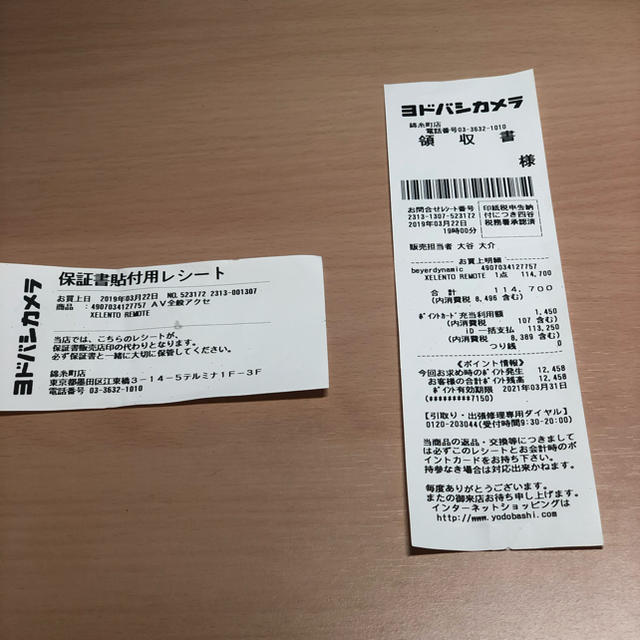 ヨドバシカメラ
保証書貼付用レシート
お買上日 2019年03月22日 NO.523172 2313-001307
商品 : 4907034127757 AV全般アクセ
XELENTO REMOTE
当店では、こちらのレシートが、
保証書販売店印の代わりとなります。
必ず保証書と一緒に大切に保管してください。
錦糸町店
東京都墨田区江東橋3-14-5テルミナ1F-3F
電話番号 03-3632-1010
ヨドバシカメラ
錦糸町店
電話番号03-3632-1010
領収書
様
お問合せレシート番号
2313-1307-523172
2019年03月22日
19時00分
印紙税申告納
付につき四谷
税務署承認済
販売担当者 大谷 大介
お買上明細
beyerdynamic 4907034127757
XELENTO REMOTE 1点 114,700
合計 114,700
(内消費税 8,496 含む)
ポイントカード充当利用額 1,450
(内消費税 107 含む)
iD 一括支払 113,250
(内消費税 8,389 含む)
つり銭 0
《ポイント情報》
今回お求め時のポイント発生 12,458
お客様の合計ポイント残高 12,458
ポイント有効期限 2021年03月31日
(*********7150)
【引取り・出張修理専用ダイヤル】
0120-203044(受付時間9:30-20:00)
当商品の返品・交換等につきまして
は必ずこのレシートとお会計時のポ
イントカードをお持ち下さい。
持参なき場合は対応出来かねます。
毎度ありがとうございます。
またの御来店お待ち申し上げます。
インターネットショッピングは
http://www.yodobashi.com